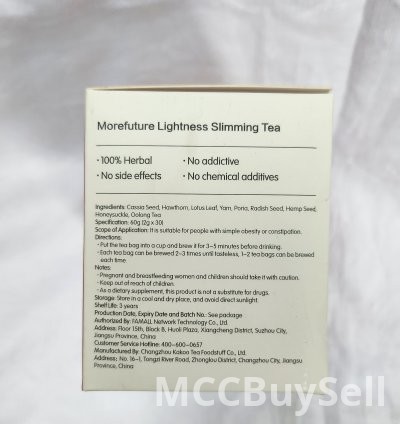 Morefuture Lightness Slimming Tea
· 100% Herbal · No addictive
· No side effects · No chemical additives
Ingredients: Cassia Seed, Hawthorn, Lotus Leaf, Yam, Poria, Radish Seed, Hemp Seed,
Honeysuckle, Oolong Tea
Specification: 60g (2g x 30)
Scope of Application: It is suitable for people with simple obesity or constipation.
Directions:
· Put the tea bag into a cup and brew it for 3-5 minutes before drinking.
· Each tea bag can be brewed 2-3 times until tasteless, 1-2 tea bags can be brewed
each time.
Notes:
· Pregnant and breastfeeding women and children should take it with caution.
· Keep out of reach of children.
· As a dietary supplement, this product is not a substitute for drugs.
Storage: Store in a cool and dry place, and avoid direct sunlight.
Shelf Life: 3 years
Production Date, Expiry Date and Batch No.: See package
Authorized By: FAMALL Network Technology Co., Ltd.
Address: Floor 15th, Block B, Huali Plaza, Xiangcheng District, Suzhou City,
Jiangsu Province, China
Customer Service Hotline: 400-600-0657
Manufactured By: Changzhou Kakoo Tea Foodstuff Co., Ltd.
Address: No. 16-1, Tongzi River Road, Zhonglou District, Changzhou City, Jiangsu
Province, China
MCCBuySell